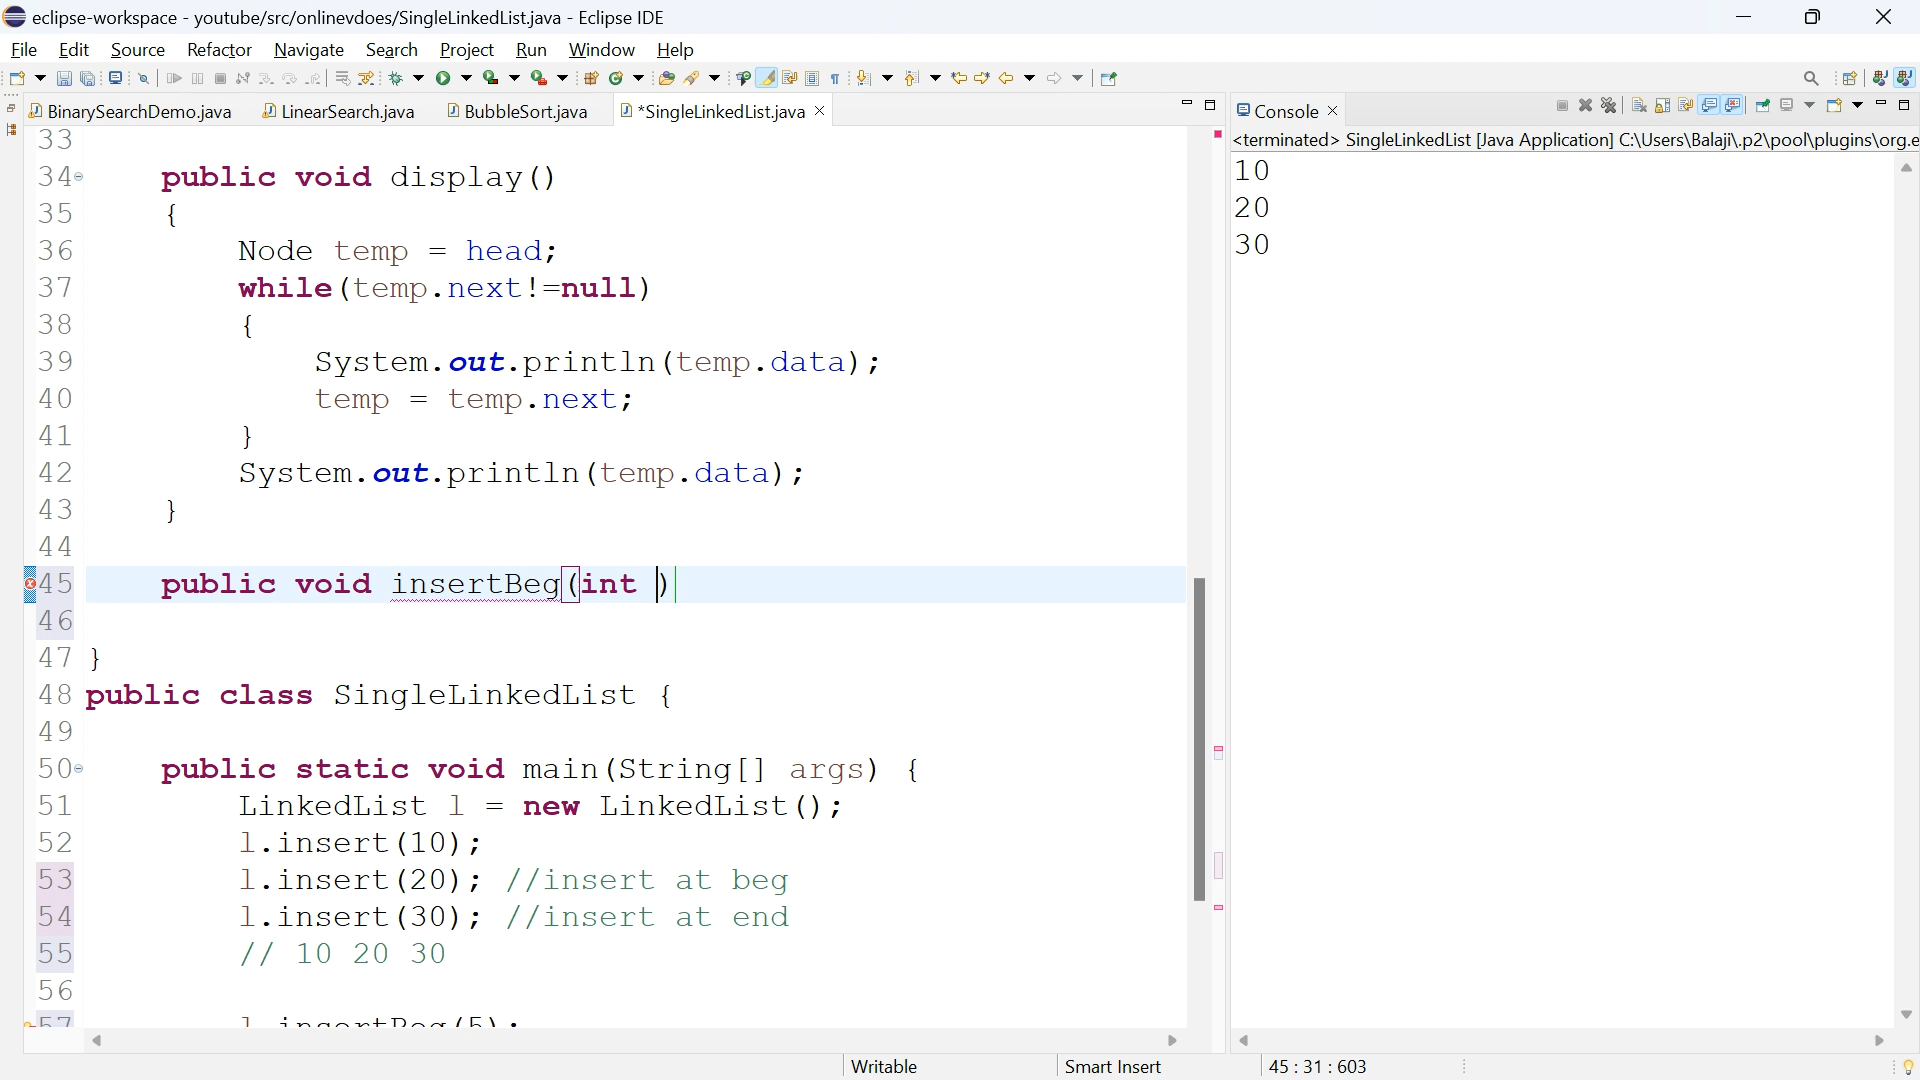 eclipse-workspace - youtube/src/onlinevdoes/SingleLinkedList.java - Eclipse IDE
File Edit Source Refactor Navigate Search Project Run Window Help
BinarySearchDemo.java LinearSearch.java BubbleSort.java *SingleLinkedList.java
Console
<terminated> SingleLinkedList [Java Application] C:\Users\Balaji\.p2\pool\plugins\org.e
10
20
30
33
34 public void display()
35 {
36 Node temp = head;
37 while(temp.next!=null)
38 {
39 System.out.println(temp.data);
40 temp = temp.next;
41 }
42 System.out.println(temp.data);
43 }
44
45 public void insertBeg(int )
46
47 }
48 public class SingleLinkedList {
49
50 public static void main(String[] args) {
51 LinkedList l = new LinkedList();
52 l.insert(10);
53 l.insert(20); //insert at beg
54 l.insert(30); //insert at end
55 // 10 20 30
56
57 l.insertBeg(5);
Writable Smart Insert 45 : 31 : 603